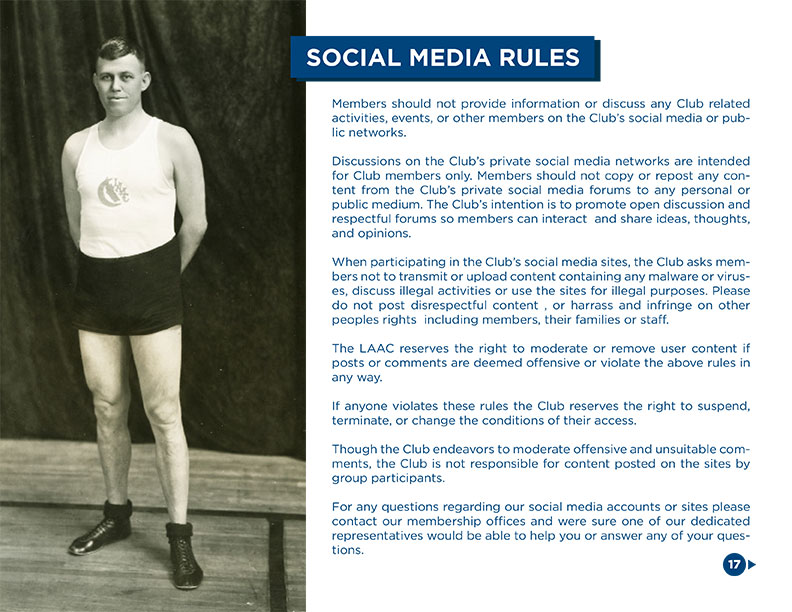 SOCIAL MEDIA RULES
Members should not provide information or discuss any Club related
activities, events, or other members on the Club's social media or pub-
lic networks.
Discussions on the Club's private social media networks are intended
for Club members only. Members should not copy or repost any con-
tent from the Club's private social media forums to any personal or
public medium. The Club's intention is to promote open discussion and
respectful forums so members can interact and share ideas, thoughts,
and opinions.
When participating in the Club's social media sites, the Club asks mem-
bers not to transmit or upload content containing any malware or virus-
es, discuss illegal activities or use the sites for illegal purposes. Please
do not post disrespectful content , or harrass and infringe on other
peoples rights including members, their families or staff.
The LAAC reserves the right to moderate or remove user content if
posts or comments are deemed offensive or violate the above rules in
any way.
If anyone violates these rules the Club reserves the right to suspend,
terminate, or change the conditions of their access.
Though the Club endeavors to moderate offensive and unsuitable com-
ments, the Club is not responsible for content posted on the sites by
group participants.
For any questions regarding our social media accounts or sites please
contact our membership offices and were sure one of our dedicated
representatives would be able to help you or answer any of your ques-
tions.
17